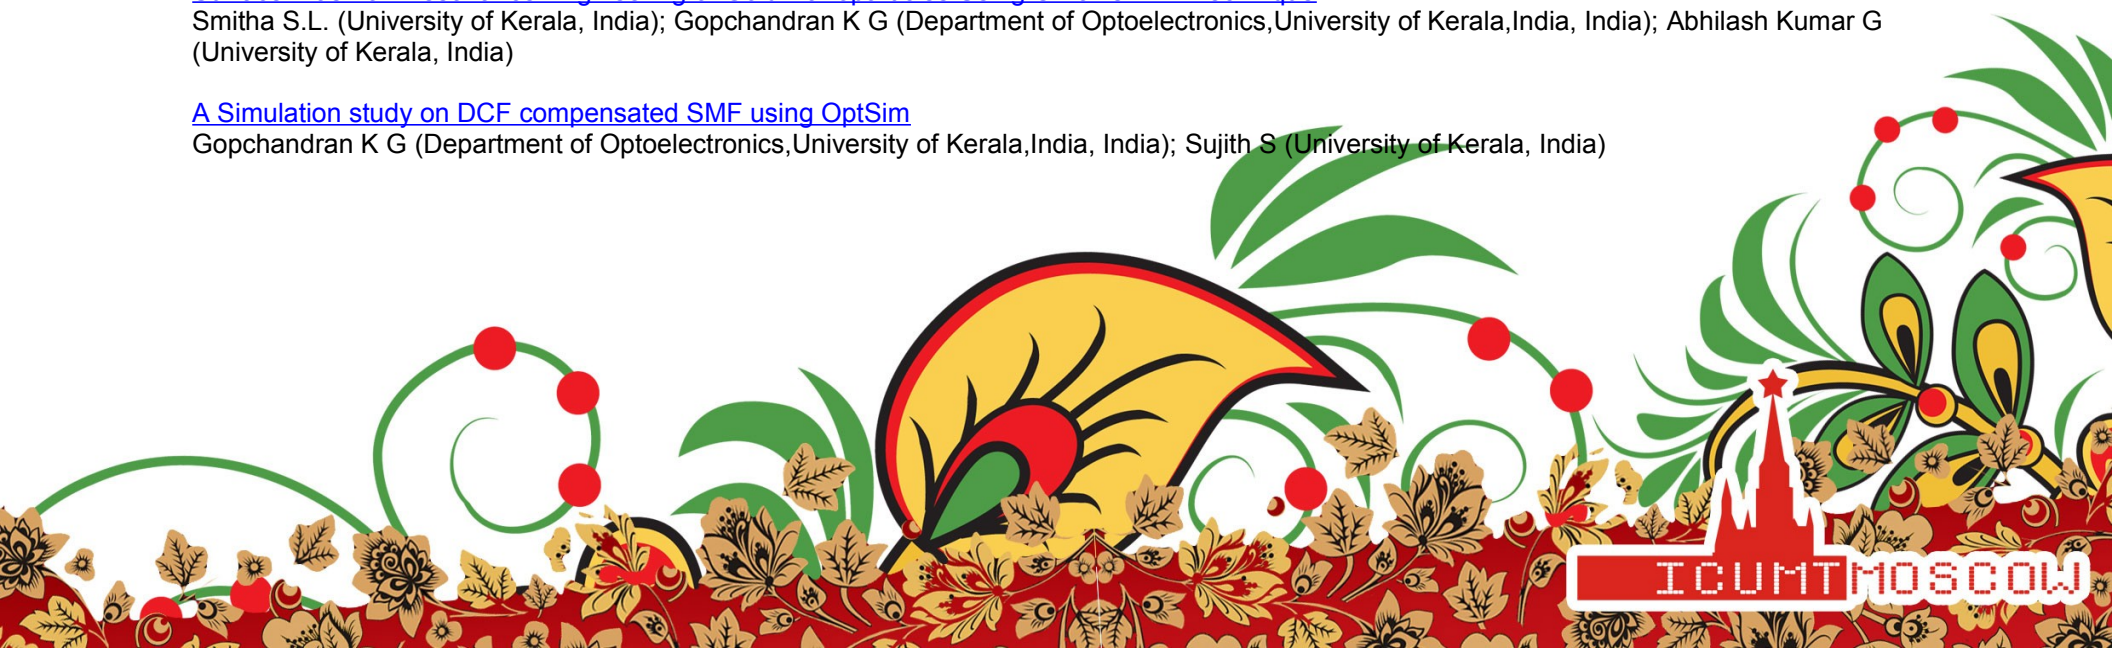 Smitha S.L. (University of Kerala, India); Gopchandran K G (Department of Optoelectronics,University of Kerala,India, India); Abhilash Kumar G
(University of Kerala, India)
A Simulation study on DCF compensated SMF using OptSim
Gopchandran K G (Department of Optoelectronics,University of Kerala,India, India); Sujith S (University of Kerala, India)
ICUMTMOSCOW